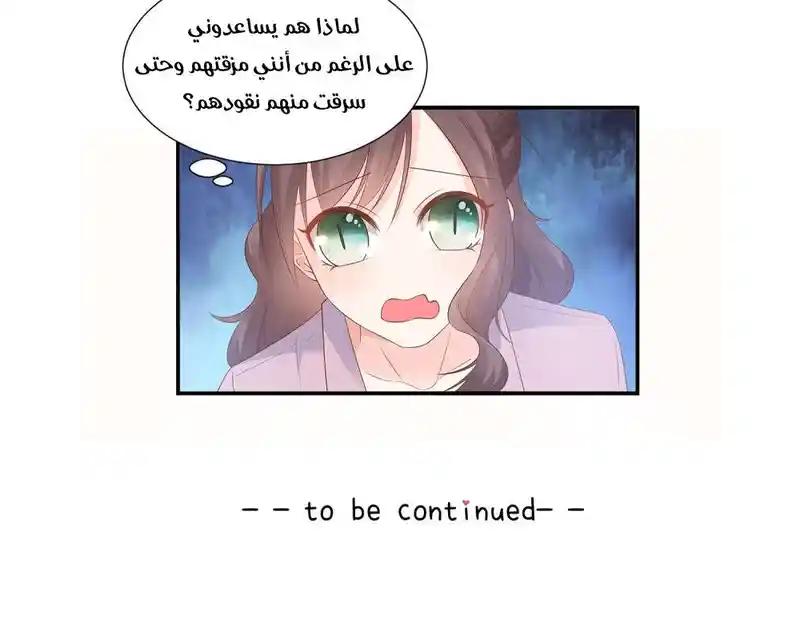 لماذا هم يساعدوني
على الرغم من أنني مزقتهم وحتى
سرقت منهم نقودهم؟
- - to be continued- -